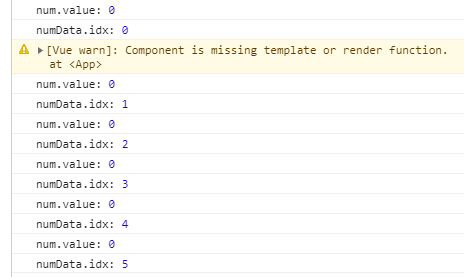 num.value: 0
numData.idx: 0
[Vue warn]: Component is missing template or render function.
at <App>
num.value: 0
numData.idx: 1
num.value: 0
numData.idx: 2
num.value: 0
numData.idx: 3
num.value: 0
numData.idx: 4
num.value: 0
numData.idx: 5